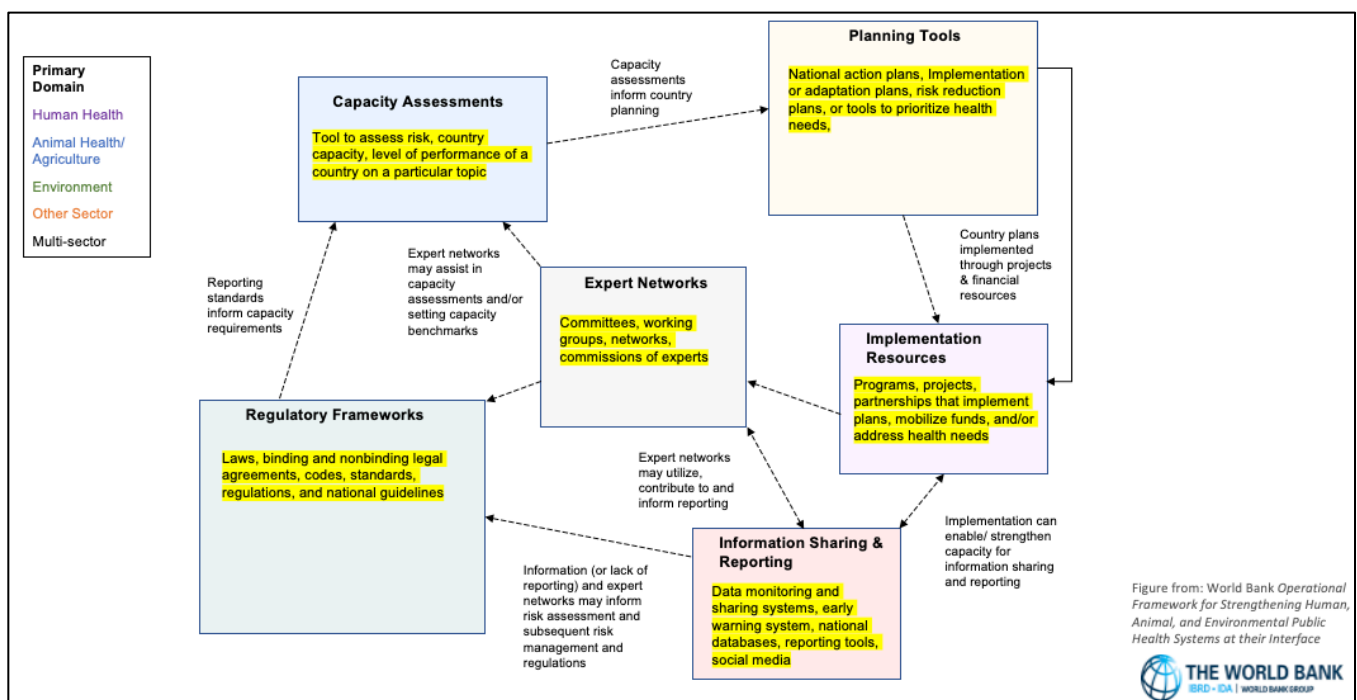 Primary
Domain
Human Health
Animal Health/
Agriculture
Environment
Other Sector
Multi-sector
Capacity Assessments
Tool to assess risk, country
capacity, level of performance of a
country on a particular topic
Capacity
assessments
inform country
planning
Planning Tools
National action plans, Implementation
or adaptation plans, risk reduction
plans, or tools to prioritize health
needs,
Reporting
standards
inform capacity
requirements
Expert networks
may assist in
capacity
assessments and/or
setting capacity
benchmarks
Country plans
implemented
through projects
& financial
resources
Expert Networks
Committees, working
groups, networks,
commissions of experts
Implementation
Resources
Programs, projects,
partnerships that implement
plans, mobilize funds, and/or
address health needs
Regulatory Frameworks
Laws, binding and nonbinding legal
agreements, codes, standards,
regulations, and national guidelines
Expert networks
may utilize,
contribute to and
inform reporting
Implementation can
enable/ strengthen
capacity for
information sharing
and reporting
Information (or lack of
reporting) and expert
networks may inform
risk assessment and
subsequent risk
management and
regulations
Information Sharing &
Reporting
Data monitoring and
sharing systems, early
warning system, national
databases, reporting tools,
social media
Figure from: World Bank Operational
Framework for Strengthening Human,
Animal, and Environmental Public
Health Systems at their Interface
THE WORLD BANK
IBRD • IDA | WORLD BANK GROUP